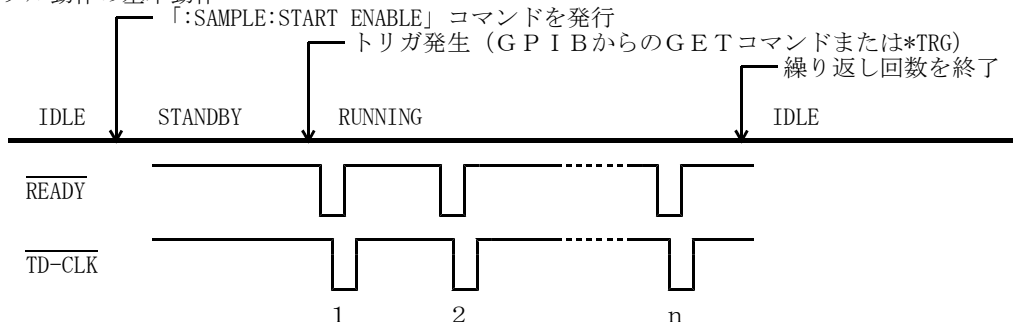 「:SAMPLE:START ENABLE」コマンドを発行
トリガ発生（ＧＰＩＢからのＧＥＴコマンドまたは*TRG）
繰り返し回数を終了
IDLE STANDBY RUNNING IDLE
READY
TD-CLK
１ ２ ｎ